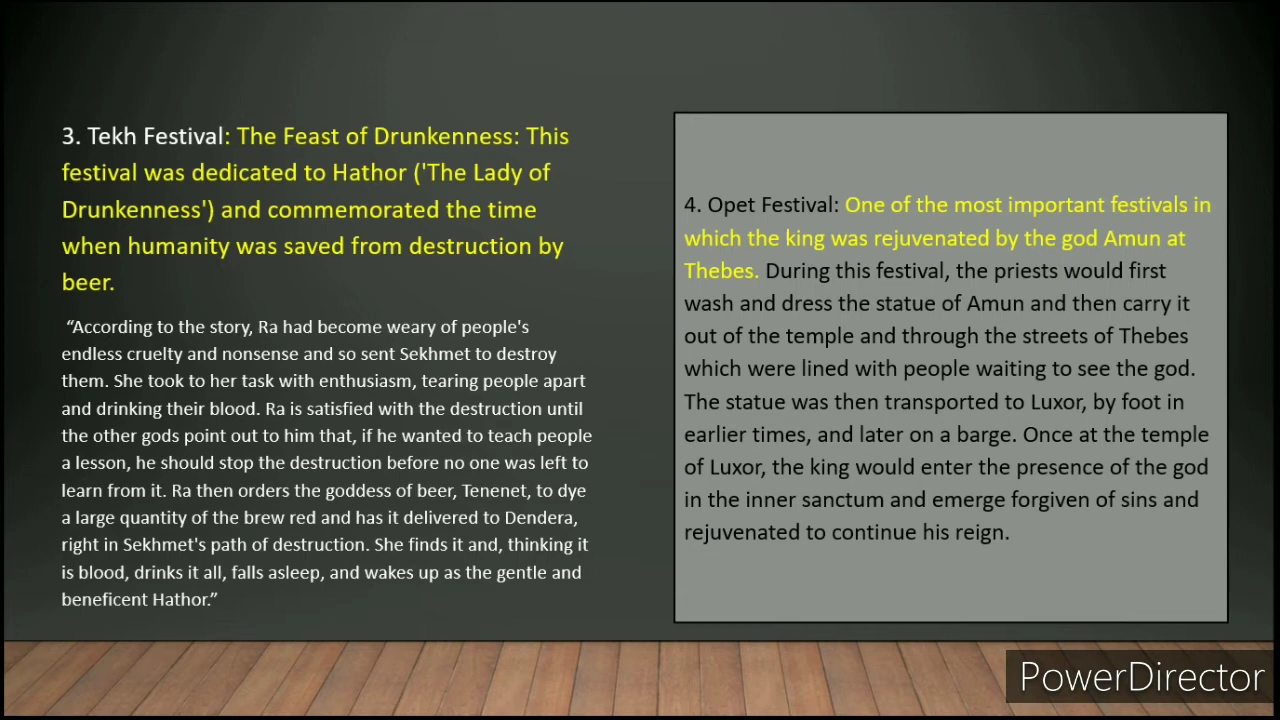 3. Tekh Festival: The Feast of Drunkenness: This
festival was dedicated to Hathor ('The Lady of
Drunkenness') and commemorated the time
when humanity was saved from destruction by
beer.
“According to the story, Ra had become weary of people's
endless cruelty and nonsense and so sent Sekhmet to destroy
them. She took to her task with enthusiasm, tearing people apart
and drinking their blood. Ra is satisfied with the destruction until
the other gods point out to him that, if he wanted to teach people
a lesson, he should stop the destruction before no one was left to
learn from it. Ra then orders the goddess of beer, Tenenet, to dye
a large quantity of the brew red and has it delivered to Dendera,
right in Sekhmet's path of destruction. She finds it and, thinking it
is blood, drinks it all, falls asleep, and wakes up as the gentle and
beneficent Hathor.”
4. Opet Festival: One of the most important festivals in
which the king was rejuvenated by the god Amun at
Thebes. During this festival, the priests would first
wash and dress the statue of Amun and then carry it
out of the temple and through the streets of Thebes
which were lined with people waiting to see the god.
The statue was then transported to Luxor, by foot in
earlier times, and later on a barge. Once at the temple
of Luxor, the king would enter the presence of the god
in the inner sanctum and emerge forgiven of sins and
rejuvenated to continue his reign.
PowerDirector